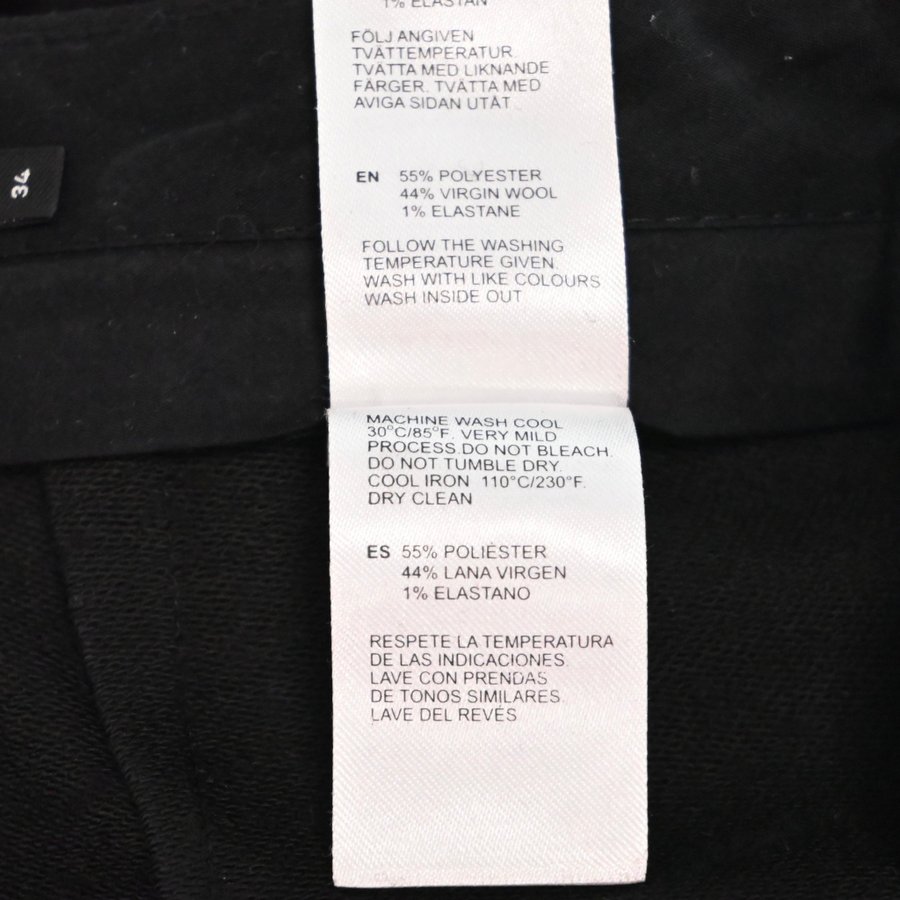 1% ELASTAN
FÖLJ ANGIVEN
TVÄTTEMPERATUR.
TVÄTTA MED LIKNANDE
FÄRGER. TVÄTTA MED
AVIGA SIDAN UTÅT.
34
EN 55% POLYESTER
44% VIRGIN WOOL
1% ELASTANE
FOLLOW THE WASHING
TEMPERATURE GIVEN.
WASH WITH LIKE COLOURS
WASH INSIDE OUT
MACHINE WASH COOL
30°C/85°F. VERY MILD
PROCESS.DO NOT BLEACH.
DO NOT TUMBLE DRY.
COOL IRON 110°C/230°F.
DRY CLEAN
ES 55% POLIÉSTER
44% LANA VIRGEN
1% ELASTANO
RESPETE LA TEMPERATURA
DE LAS INDICACIONES.
LAVE CON PRENDAS
DE TONOS SIMILARES.
LAVE DEL REVÉS